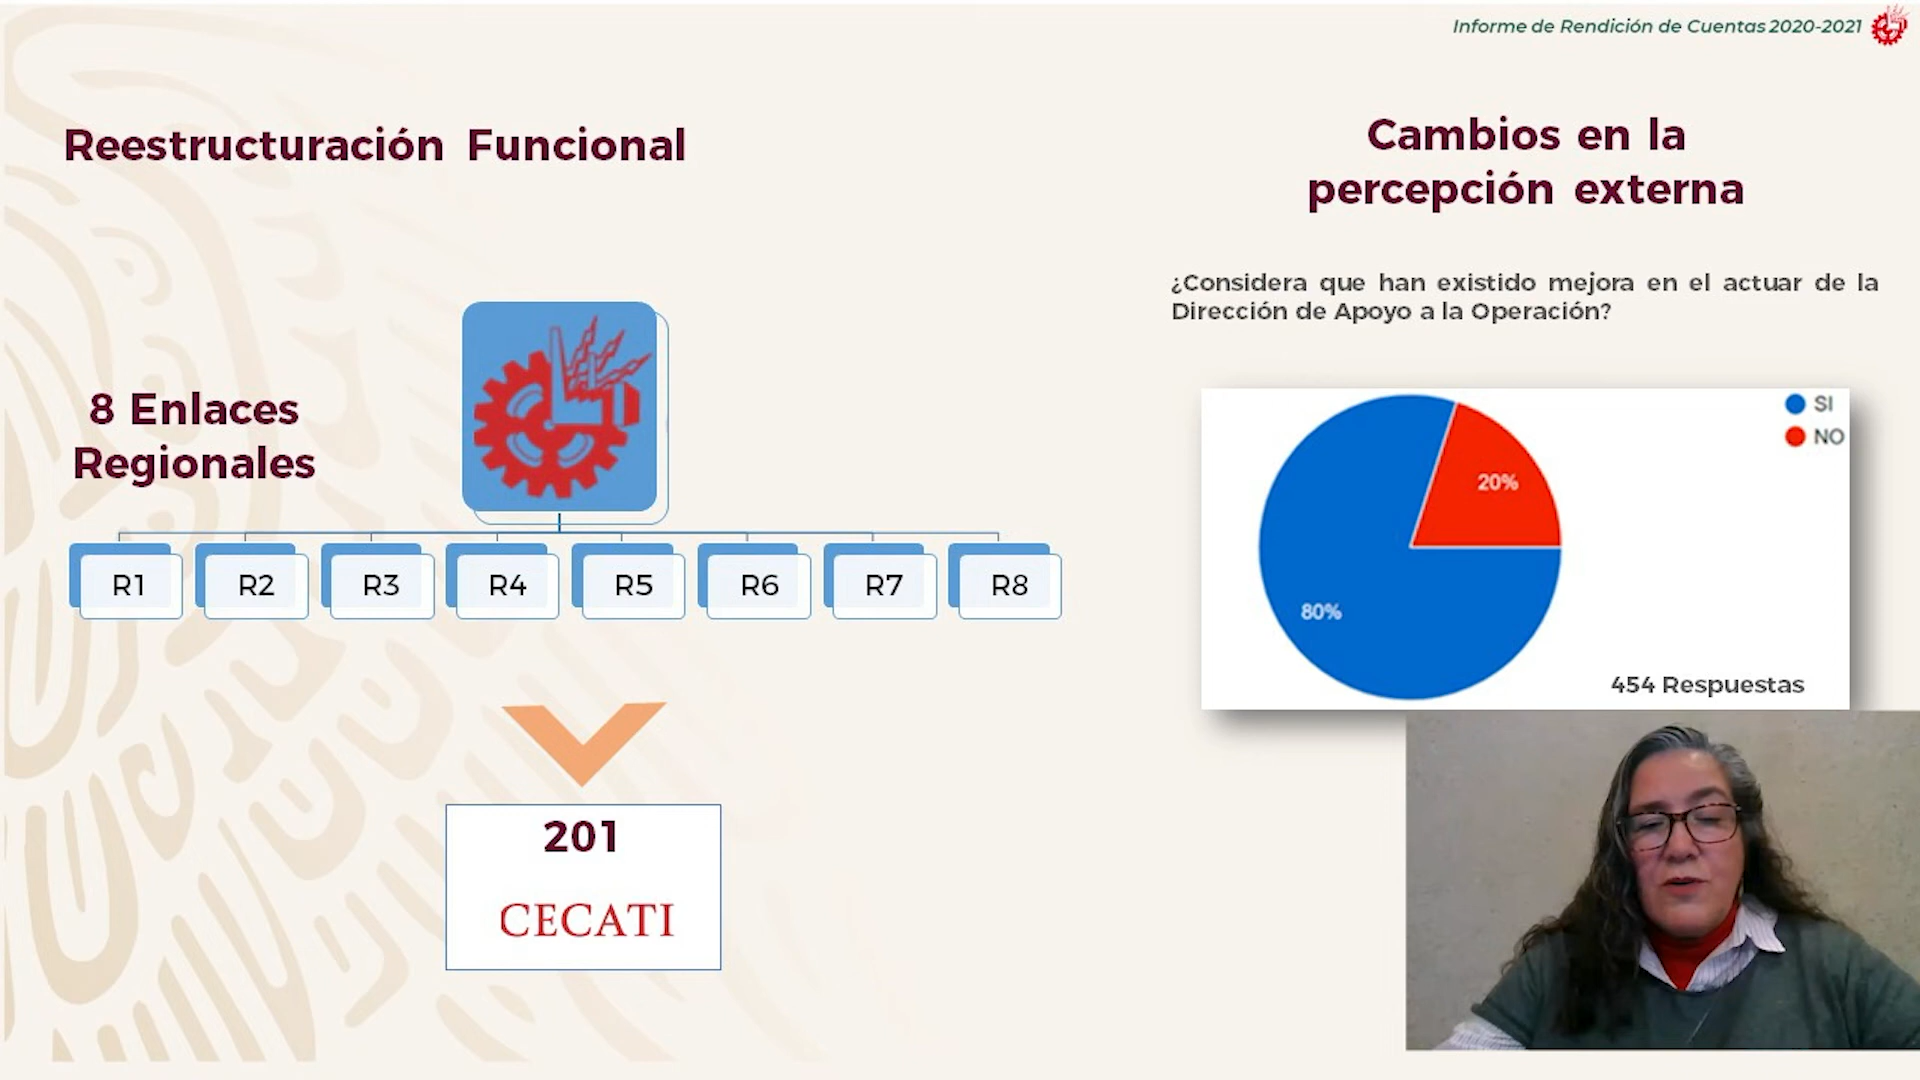 Informe de Rendición de Cuentas 2020-2021
Reestructuración Funcional
8 Enlaces
Regionales
R1 R2 R3 R4 R5 R6 R7 R8
201
CECATI
Cambios en la
percepción externa
¿Considera que han existido mejora en el actuar de la
Dirección de Apoyo a la Operación?
SI
NO
20%
80%
454 Respuestas